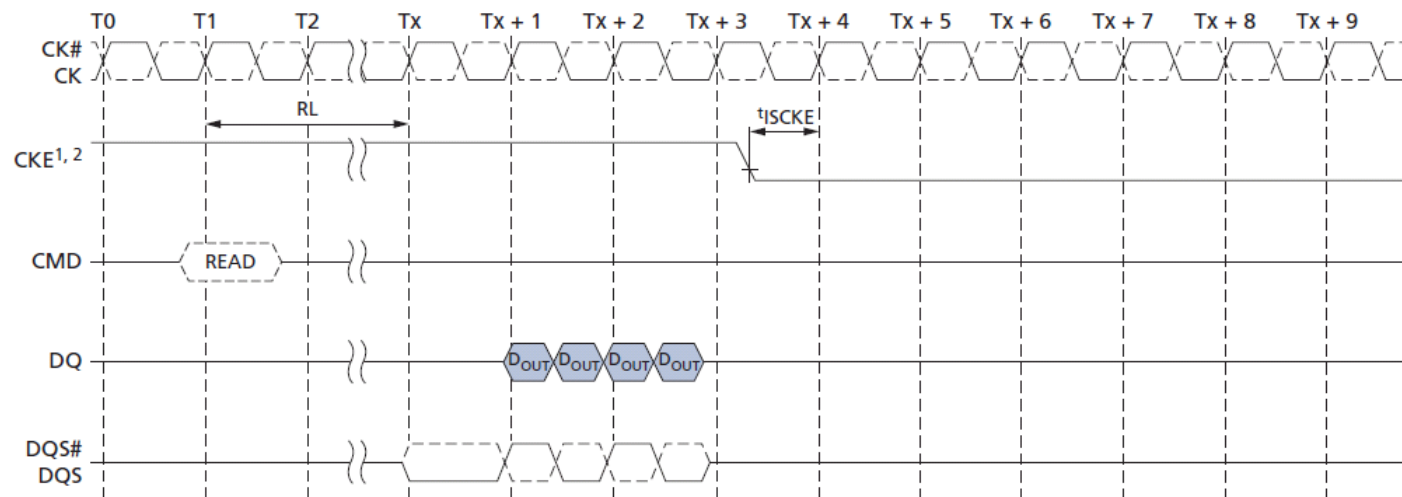 T0 T1 T2 Tx Tx + 1 Tx + 2 Tx + 3 Tx + 4 Tx + 5 Tx + 6 Tx + 7 Tx + 8 Tx + 9
CK#
CK
RL
tISCKE
CKE1, 2
CMD READ
DQ DOUT DOUT DOUT DOUT
DQS#
DQS